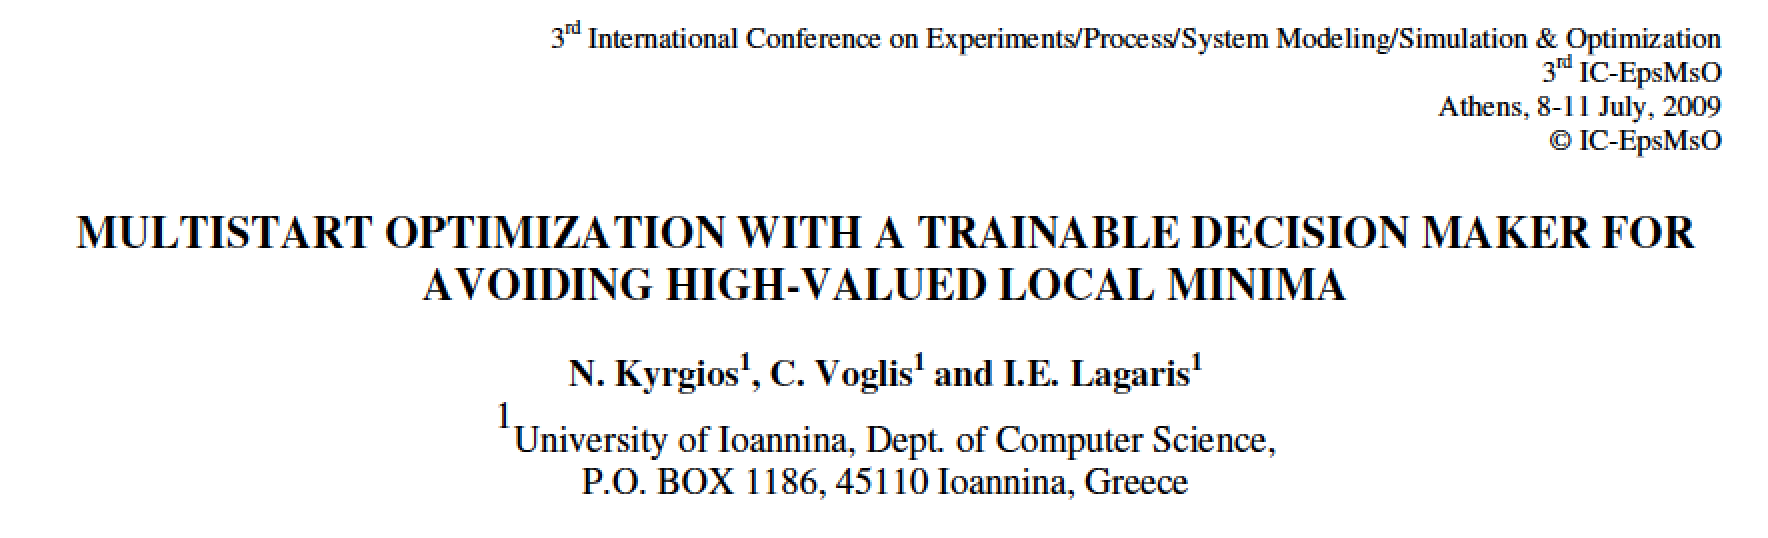 3rd International Conference on Experiments/Process/System Modeling/Simulation & Optimization
3rd IC-EpsMsO
Athens, 8-11 July, 2009
© IC-EpsMsO
MULTISTART OPTIMIZATION WITH A TRAINABLE DECISION MAKER FOR
AVOIDING HIGH-VALUED LOCAL MINIMA
N. Kyrgios1, C. Voglis1 and I.E. Lagaris1
1University of Ioannina, Dept. of Computer Science,
P.O. BOX 1186, 45110 Ioannina, Greece